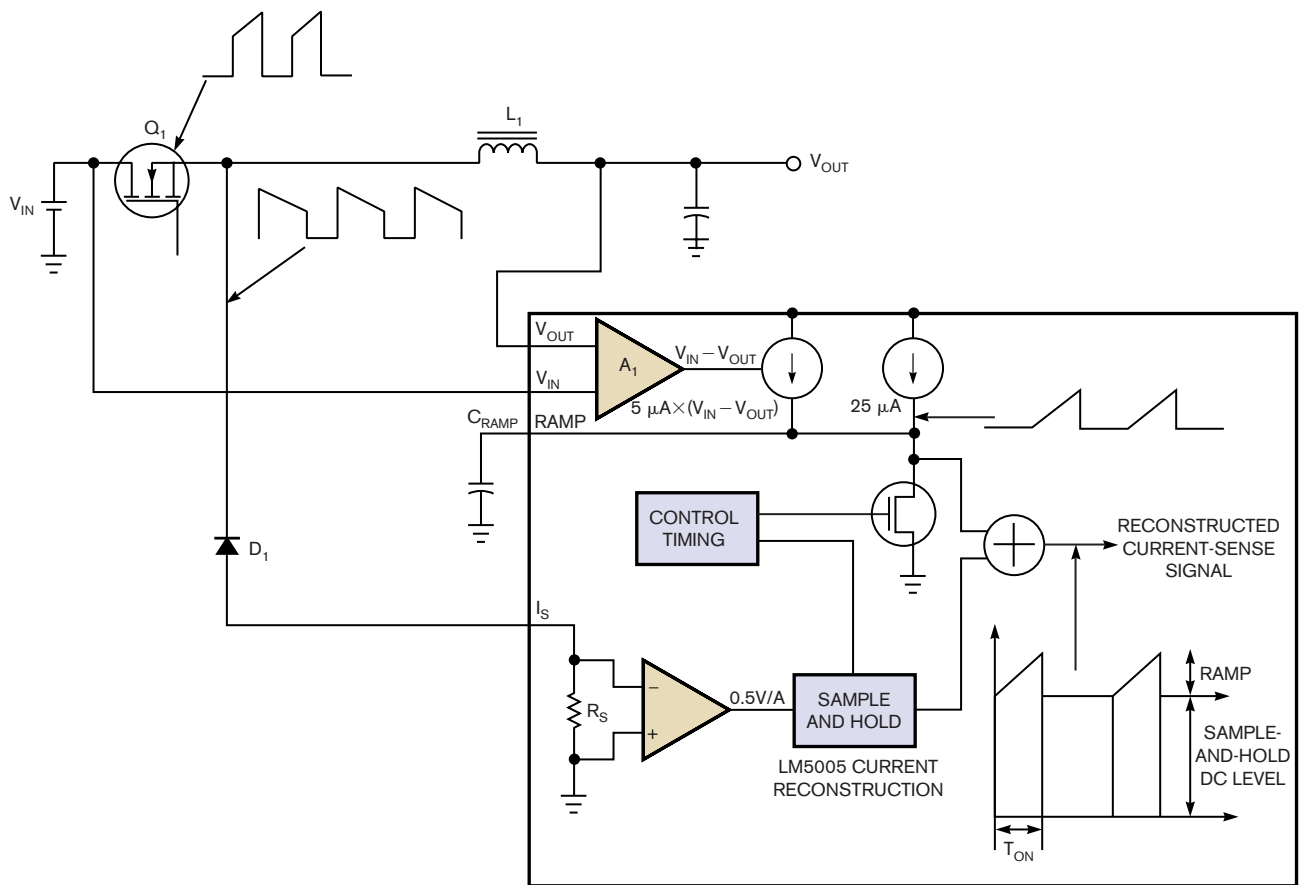 Q1
L1
VOUT
VIN
VOUT
A1
VIN − VOUT
VIN
5 μA×(VIN − VOUT)
25 μA
CRAMP
RAMP
CONTROL
TIMING
RECONSTRUCTED
CURRENT-SENSE
SIGNAL
D1
IS
RS
−
+
0.5V/A
SAMPLE
AND HOLD
LM5005 CURRENT
RECONSTRUCTION
RAMP
SAMPLE-
AND-HOLD
DC LEVEL
TON